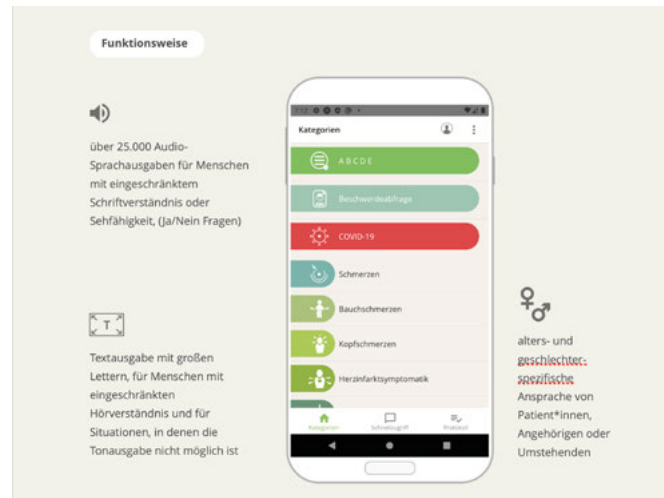 Funktionsweise
über 25.000 Audio-
Sprachausgaben für Menschen
mit eingeschränktem
Schriftverständnis oder
Sehfähigkeit, (Ja/Nein Fragen)
T
Textausgabe mit großen
Lettern, für Menschen mit
eingeschränkten
Hörverständnis und für
Situationen, in denen die
Tonausgabe nicht möglich ist
Kategorien
A B C D E
Beschwerdeabfrage
COVID-19
Schmerzen
Bauchschmerzen
Kopfschmerzen
Herzinfarktsymptomatik
Kategorien
Schnellzugriff
Protokoll
alters- und
geschlechter-
spezifische
Ansprache von
Patient*innen,
Angehörigen oder
Umstehenden